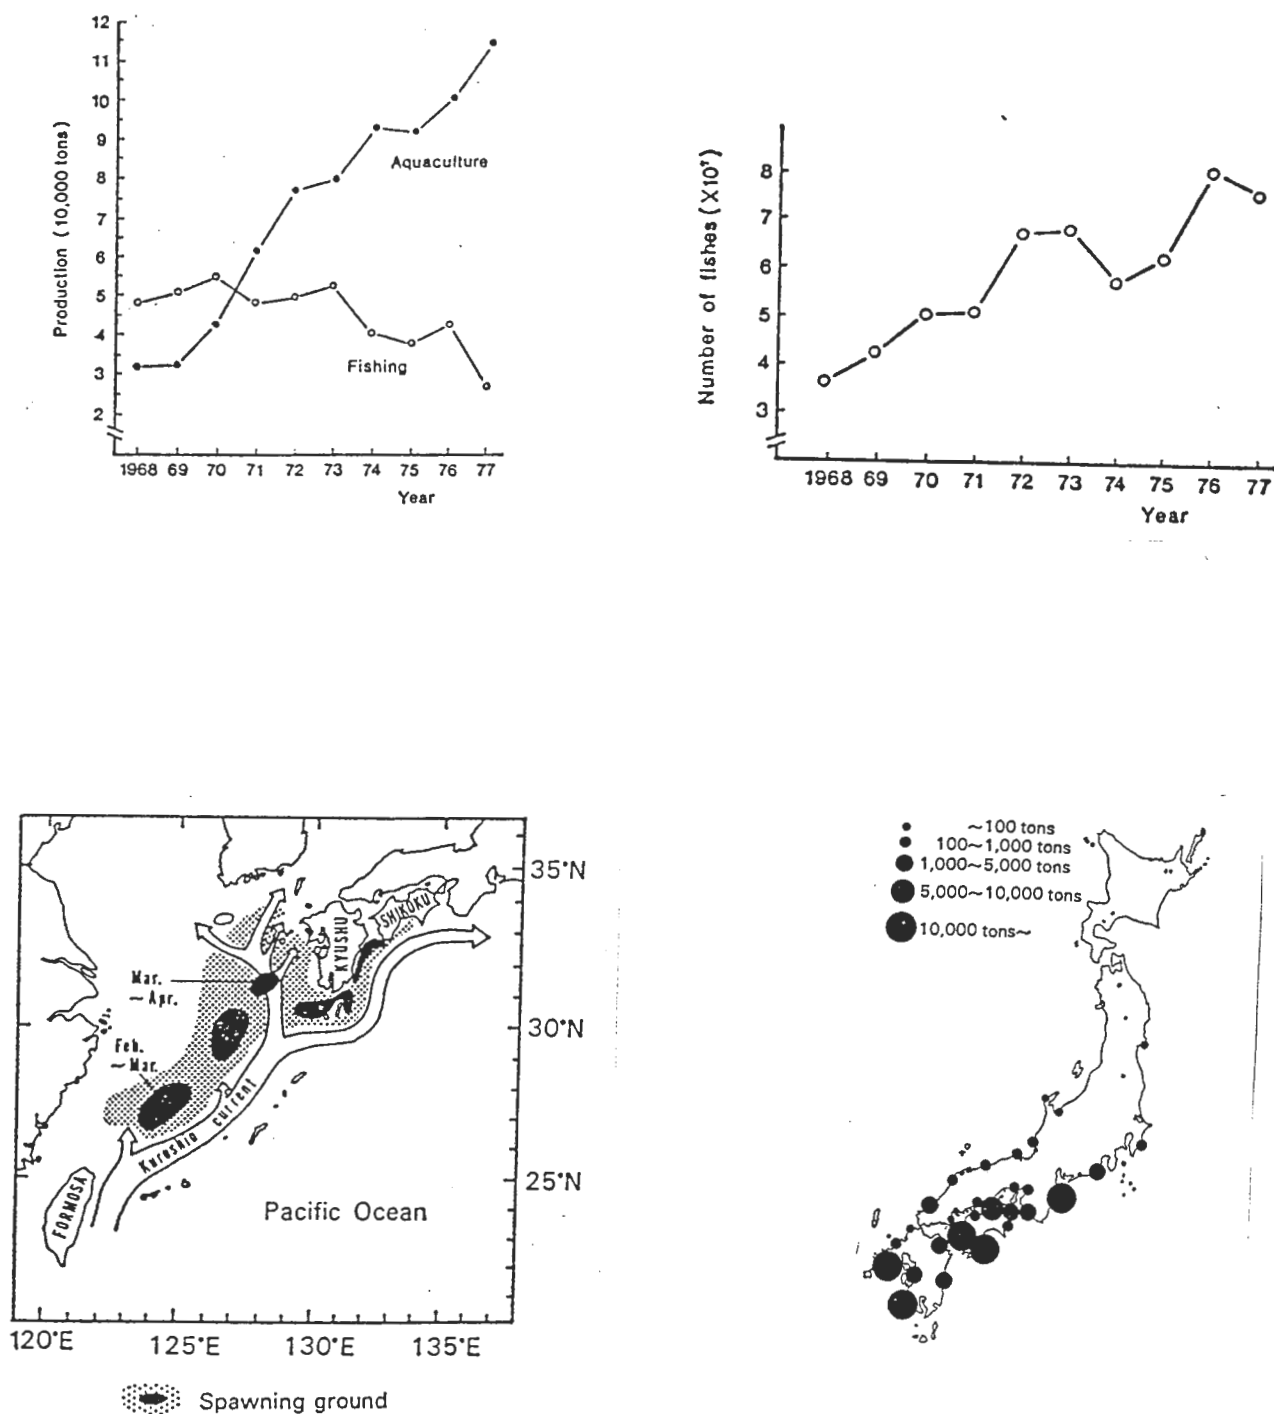 12
11
10
9
8
7
6
5
4
3
2
Production (10,000 tons)
Aquaculture
Fishing
1968 69 70 71 72 73 74 75 76 77
Year
8
7
6
5
4
3
Number of fishes (X10⁷)
1968 69 70 71 72 73 74 75 76 77
Year
35°N
30°N
25°N
SHIKOKU
KYUSHU
Mar.
~Apr.
Feb.
~Mar.
Kuroshio current
FORMOSA
Pacific Ocean
120°E 125°E 130°E 135°E
Spawning ground
~100 tons
100~1,000 tons
1,000~5,000 tons
5,000~10,000 tons
10,000 tons~